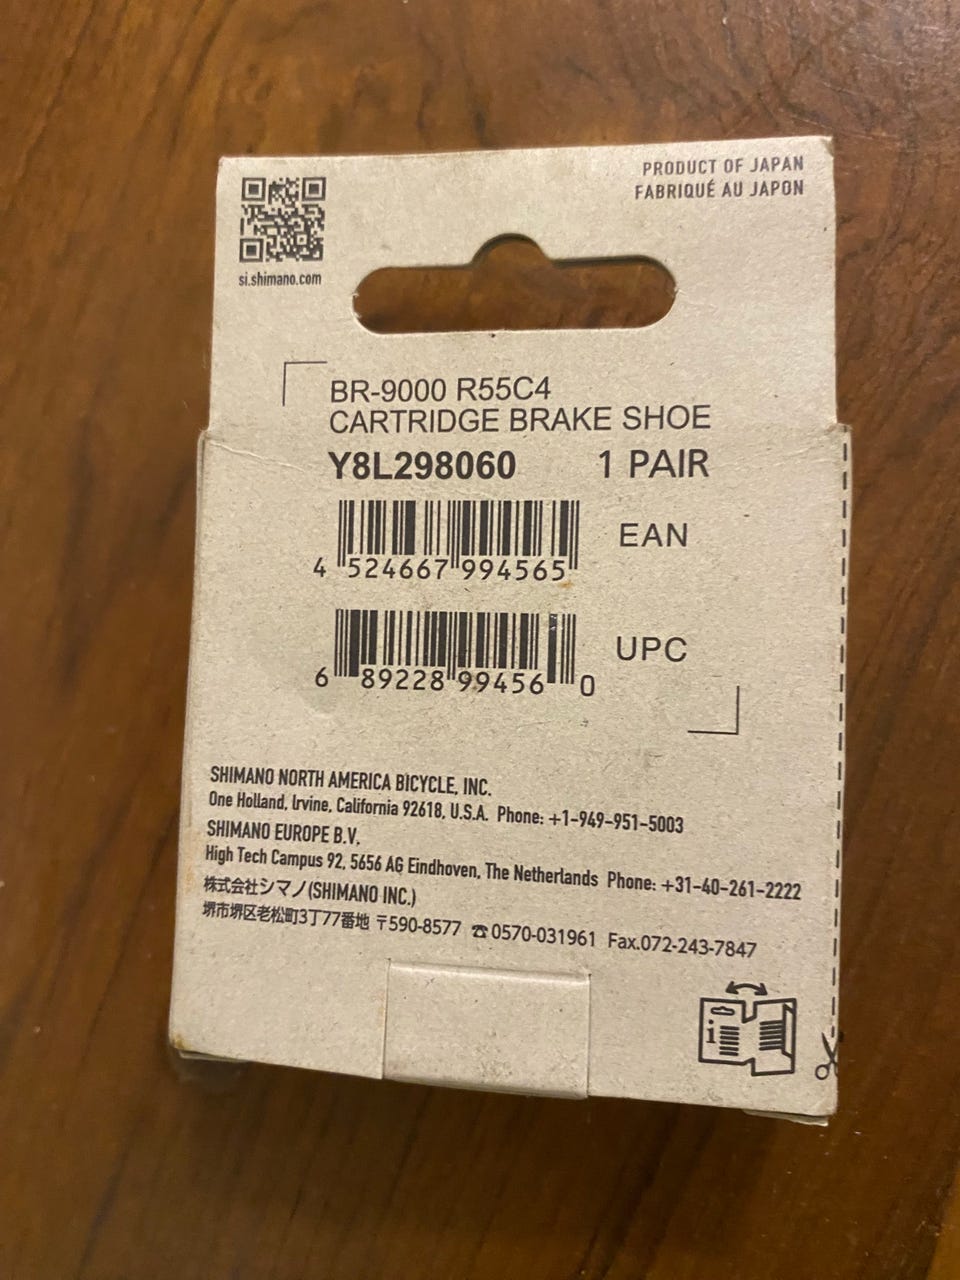 PRODUCT OF JAPAN
FABRIQUÉ AU JAPON
si.shimano.com
BR-9000 R55C4
CARTRIDGE BRAKE SHOE
Y8L298060 1 PAIR
EAN
4 524667 994565
UPC
6 89228 99456 0
SHIMANO NORTH AMERICA BICYCLE, INC.
One Holland, Irvine, California 92618, U.S.A. Phone: +1-949-951-5003
SHIMANO EUROPE B.V.
High Tech Campus 92, 5656 AG Eindhoven, The Netherlands Phone: +31-40-261-2222
株式会社シマノ(SHIMANO INC.)
堺市堺区老松町3丁77番地 〒590-8577 ☎0570-031961 Fax.072-243-7847
i